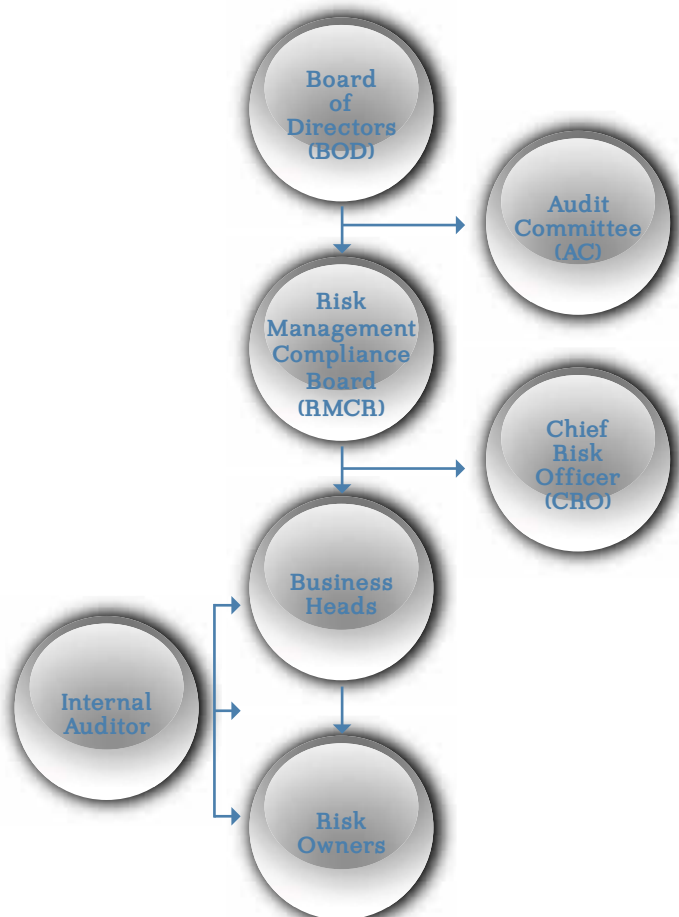 Board
of
Directors
(BOD)
Audit
Committee
(AC)
Risk
Management
Compliance
Board
(RMCR)
Chief
Risk
Officer
(CRO)
Business
Heads
Internal
Auditor
Risk
Owners